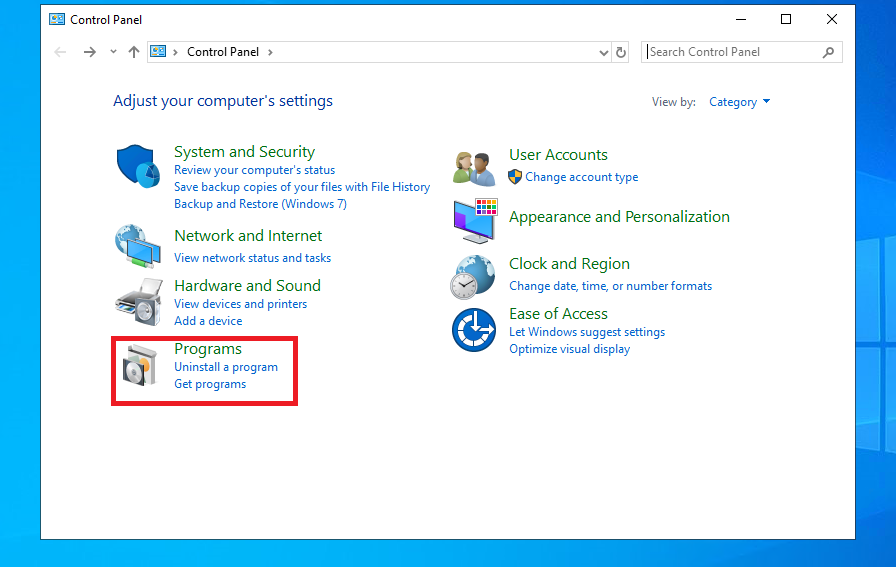 Control Panel
Control Panel
Search Control Panel
Adjust your computer's settings
View by: Category
System and Security
Review your computer's status
Save backup copies of your files with File History
Backup and Restore (Windows 7)
Network and Internet
View network status and tasks
Hardware and Sound
View devices and printers
Add a device
Programs
Uninstall a program
Get programs
User Accounts
Change account type
Appearance and Personalization
Clock and Region
Change date, time, or number formats
Ease of Access
Let Windows suggest settings
Optimize visual display